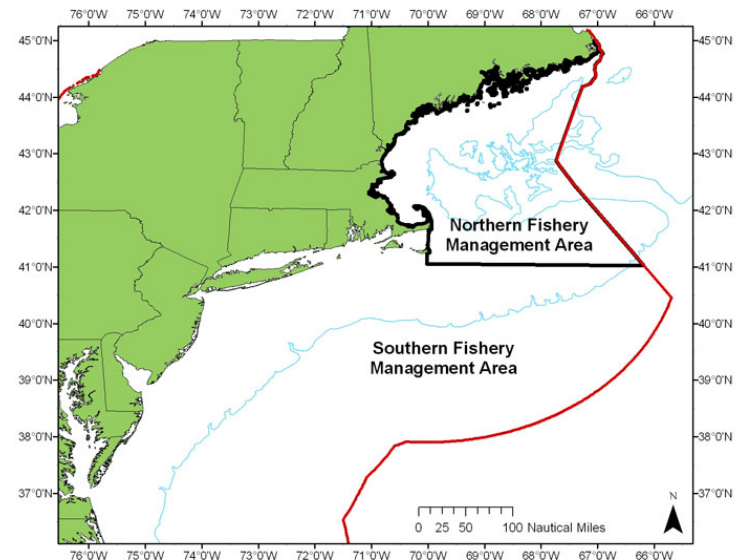 76°0'W 75°0'W 74°0'W 73°0'W 72°0'W 71°0'W 70°0'W 69°0'W 68°0'W 67°0'W 66°0'W
45°0'N 45°0'N
44°0'N 44°0'N
43°0'N 43°0'N
42°0'N 42°0'N
Northern Fishery
Management Area
41°0'N 41°0'N
40°0'N 40°0'N
Southern Fishery
Management Area
39°0'N 39°0'N
38°0'N 38°0'N
37°0'N 37°0'N
N
0 25 50 100 Nautical Miles
76°0'W 75°0'W 74°0'W 73°0'W 72°0'W 71°0'W 70°0'W 69°0'W 68°0'W 67°0'W 66°0'W